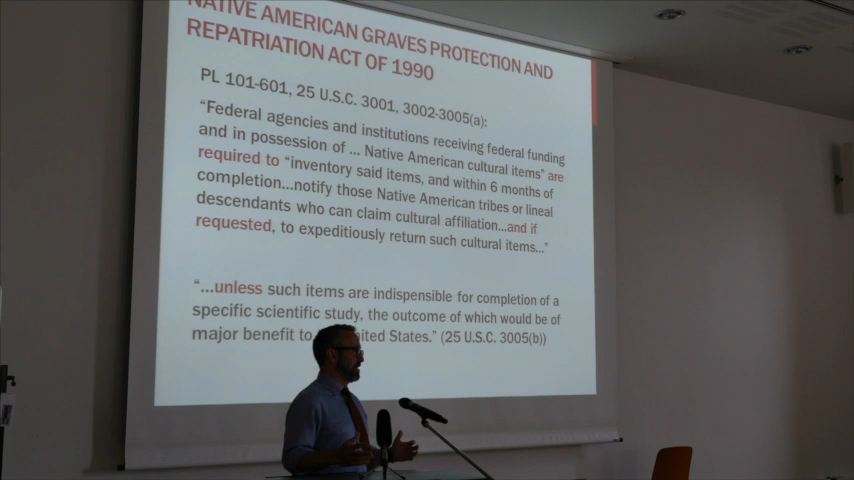 NATIVE AMERICAN GRAVES PROTECTION AND
REPATRIATION ACT OF 1990
PL 101-601, 25 U.S.C. 3001, 3002-3005(a):
“Federal agencies and institutions receiving federal funding
and in possession of ... Native American cultural items” are
required to “inventory said items, and within 6 months of
completion...notify those Native American tribes or lineal
descendants who can claim cultural affiliation...and if
requested, to expeditiously return such cultural items...”
“...unless such items are indispensible for completion of a
specific scientific study, the outcome of which would be of
major benefit to United States.” (25 U.S.C. 3005(b))